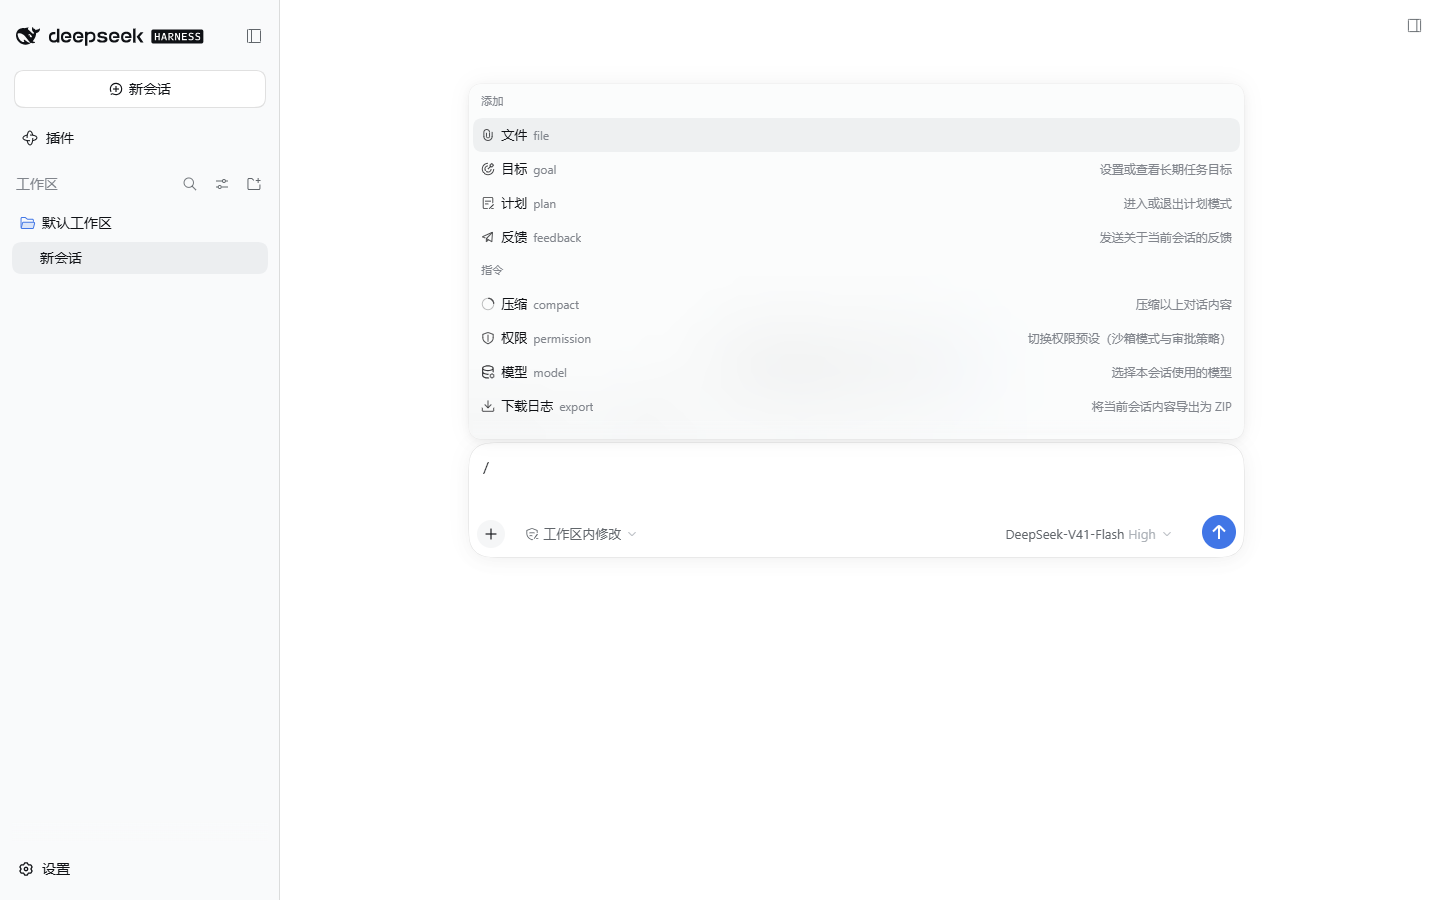 deepseek HARNESS
新会话
插件
工作区
默认工作区
新会话
设置
添加
文件 file
目标 goal 设置或查看长期任务目标
计划 plan 进入或退出计划模式
反馈 feedback 发送关于当前会话的反馈
指令
压缩 compact 压缩以上对话内容
权限 permission 切换权限预设（沙箱模式与审批策略）
模型 model 选择本会话使用的模型
下载日志 export 将当前会话内容导出为 ZIP
/
工作区内修改 DeepSeek-V41-Flash High